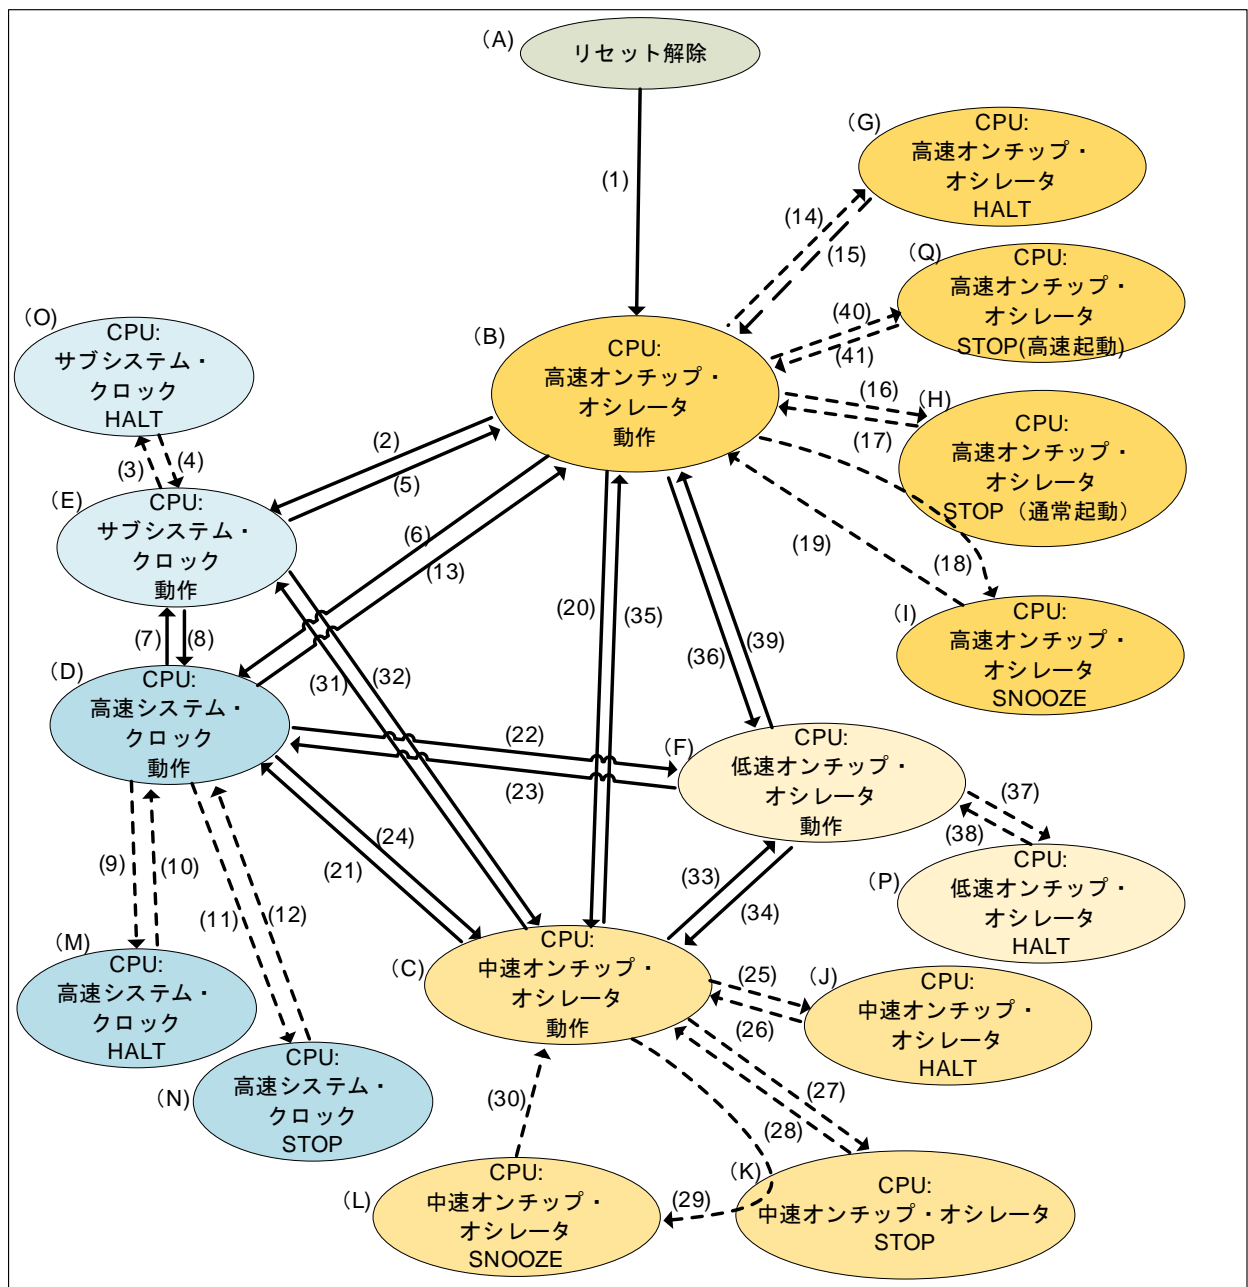 （A）
リセット解除
(1)
（G）
CPU:
高速オンチップ・
オシレータ
HALT
(14)
(15)
（Q）
CPU:
高速オンチップ・
オシレータ
STOP(高速起動)
(40)
(41)
（B）
CPU:
高速オンチップ・
オシレータ
動作
(16)
(17)
（H）
CPU:
高速オンチップ・
オシレータ
STOP（通常起動）
（O）
CPU:
サブシステム・
クロック
HALT
(2)
(5)
(3)
(4)
（E）
CPU:
サブシステム・
クロック
動作
(6)
(13)
(19)
(18)
（I）
CPU:
高速オンチップ・
オシレータ
SNOOZE
(20)
(35)
(36)
(39)
(7)
(8)
(31)
(32)
（D）
CPU:
高速システム・
クロック
動作
(22)
(23)
（F）
CPU:
低速オンチップ・
オシレータ
動作
(37)
(38)
(24)
(21)
(9)
(10)
(11)
(12)
(33)
(34)
（P）
CPU:
低速オンチップ・
オシレータ
HALT
（M）
CPU:
高速システム・
クロック
HALT
（C）
CPU:
中速オンチップ・
オシレータ
動作
(25)
(26)
（J）
CPU:
中速オンチップ・
オシレータ
HALT
（N）
CPU:
高速システム・
クロック
STOP
(30)
(27)
(28)
(29)
（L）
CPU:
中速オンチップ・
オシレータ
SNOOZE
（K）
CPU:
中速オンチップ・オシレータ
STOP